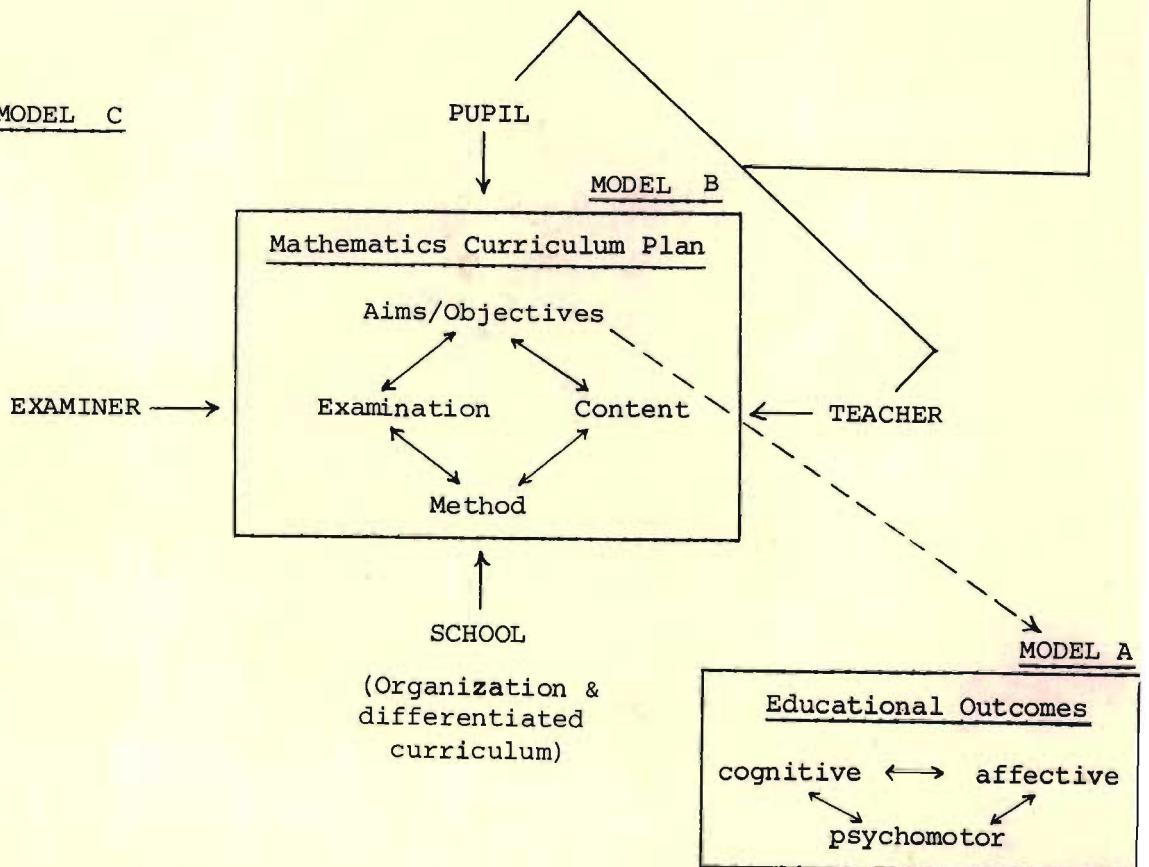 MODEL C
PUPIL
MODEL B
Mathematics Curriculum Plan
Aims/Objectives
EXAMINER
Examination
Content
TEACHER
Method
SCHOOL
(Organization &
differentiated
curriculum)
MODEL A
Educational Outcomes
cognitive
affective
psychomotor